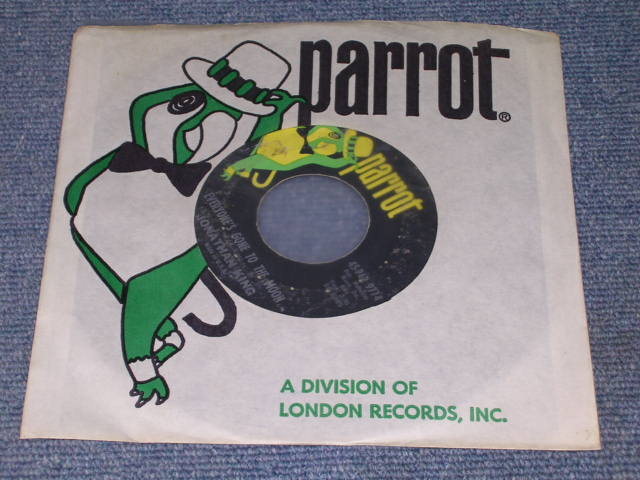 parrot®
parrot
EVERYONE'S GONE TO THE MOON
JONATHAN KING
A DIVISION OF
LONDON RECORDS, INC.